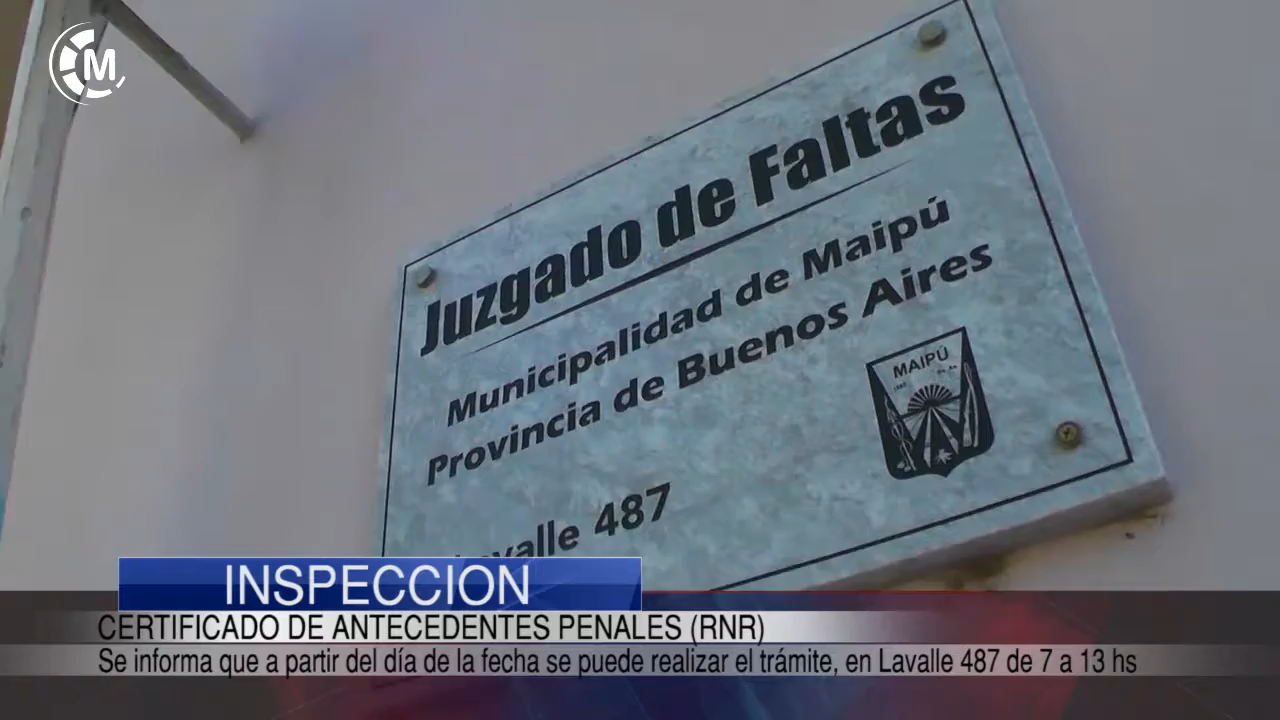 M
Juzgado de Faltas
Municipalidad de Maipú
Provincia de Buenos Aires
MAIPÚ
487
INSPECCION
CERTIFICADO DE ANTECEDENTES PENALES (RNR)
Se informa que a partir del día de la fecha se puede realizar el trámite, en Lavalle 487 de 7 a 13 hs